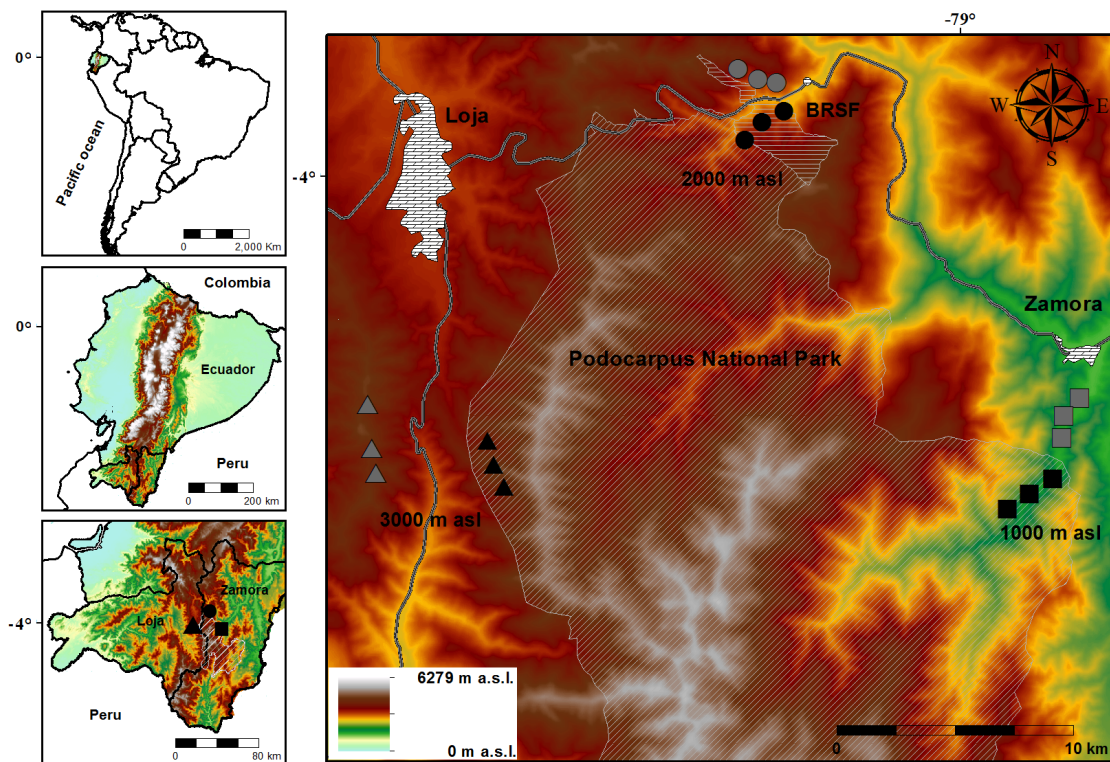 0°
Pacific ocean
0
2,000 Km
Colombia
0°
Ecuador
Peru
0
200 km
Zamora
Loja
-4°
Peru
0
80 km
-79°
N
W
E
S
Loja
BRSF
-4°
2000 m asl
Zamora
Podocarpus National Park
3000 m asl
1000 m asl
6279 m a.s.l.
0 m a.s.l.
0
10 km